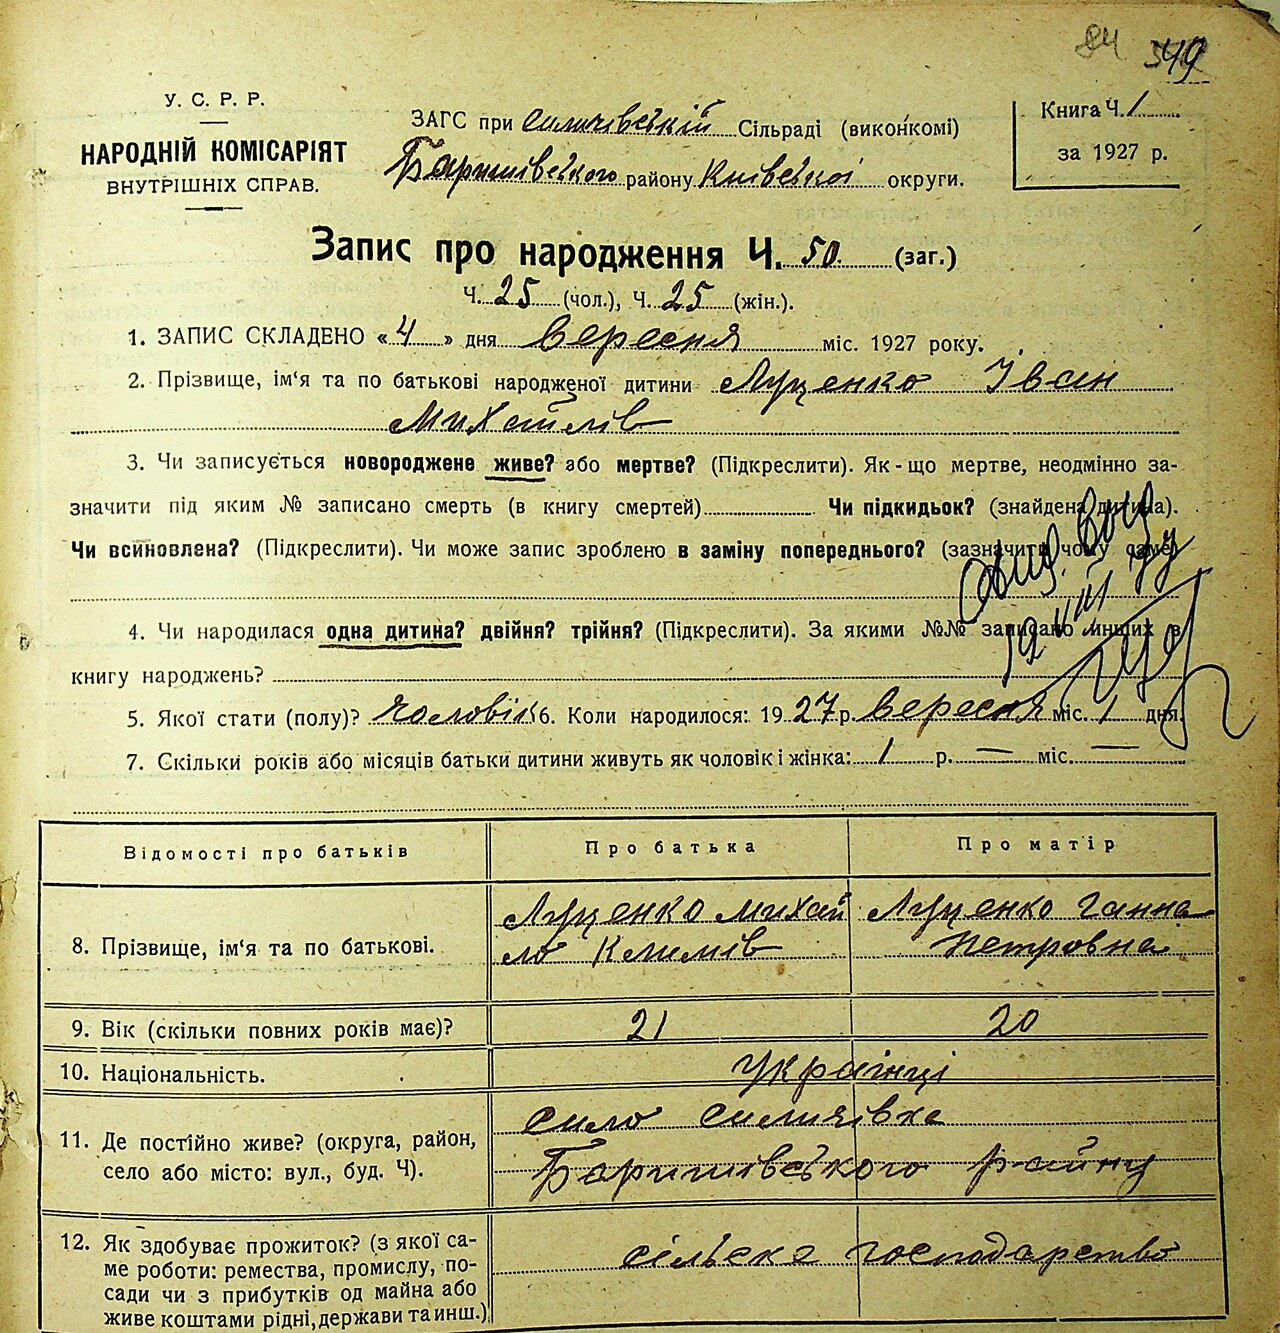 84 349
У. С. Р. Р.
НАРОДНІЙ КОМІСАРІЯТ
ВНУТРІШНІХ СПРАВ.
ЗАГС при Селичівській Сільраді (виконкомі)
Баришівського району Київської округи.
Книга Ч. 1
за 1927 р.
Запис про народження Ч. 50 (заг.)
Ч. 25 (чол.), Ч. 25 (жін.).
1. ЗАПИС СКЛАДЕНО «4» дня вересня міс. 1927 року.
2. Прізвище, ім‘я та по батькові народженої дитини Луценко Іван
Михайлів
3. Чи записується новороджене живе? або мертве? (Підкреслити). Як-що мертве, неодмінно за-
значити під яким № записано смерть (в книгу смертей) Чи підкидьок? (знайдена дитина).
Чи всиновлена? (Підкреслити). Чи може запис зроблено в заміну попереднього? (зазначити чому саме)
4. Чи народилася одна дитина? двійня? трійня? (Підкреслити). За якими №№ записано инших в
книгу народжень?
5. Якої стати (полу)? чоловік 6. Коли народилося: 1927 р. вересня міс. 1 дня.
7. Скільки років або місяців батьки дитини живуть як чоловік і жінка: 1 р. — міс. —
Відомості про батьків Про батька Про матір
8. Прізвище, ім'я та по батькові.
Луценко Михай
ло Климів
Луценко Ганна
Петровна
9. Вік (скільки повних років має)? 21 20
10. Національність. Українці
11. Де постійно живе? (округа, район,
село або місто: вул., буд. Ч).
село Селичівка
Баришівського району
12. Як здобуває прожиток? (з якої са-
ме роботи: ремества, промислу, по-
сади чи з прибутків од майна або
живе коштами рідні, держави та инш.)
сільске господарство